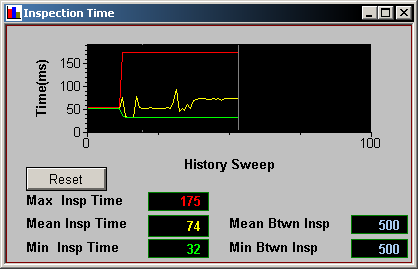 Inspection Time
Time(ms)
150
100
50
0
0
100
History Sweep
Reset
Max Insp Time 175
Mean Insp Time 74 Mean Btwn Insp 500
Min Insp Time 32 Min Btwn Insp 500